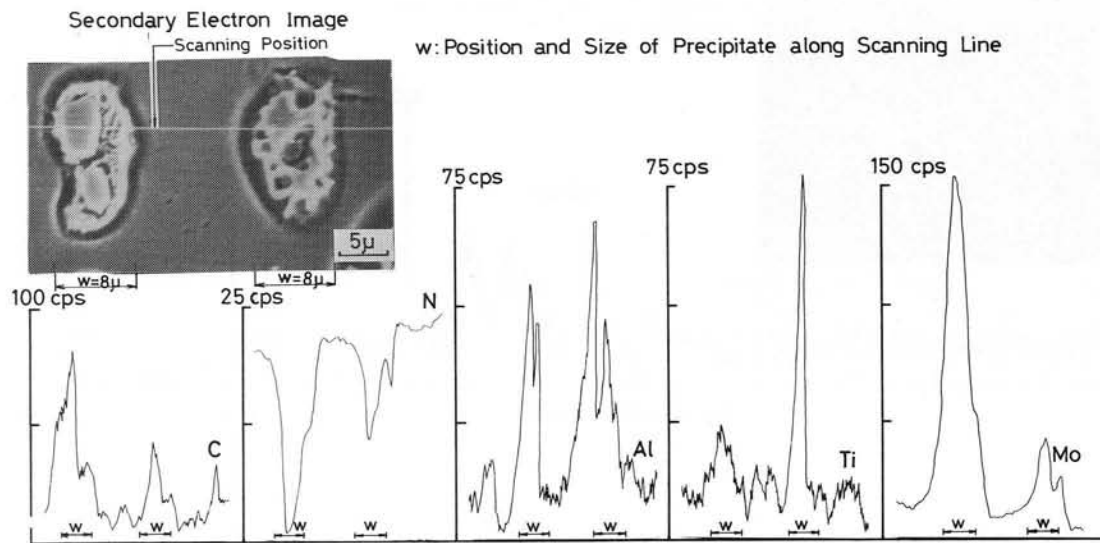 Secondary Electron Image
Scanning Position
w: Position and Size of Precipitate along Scanning Line
5μ
w=8μ
w=8μ
100 cps
25 cps
75 cps
75 cps
150 cps
C
N
Al
Ti
Mo
w
w
w
w
w
w
w
w
w
w